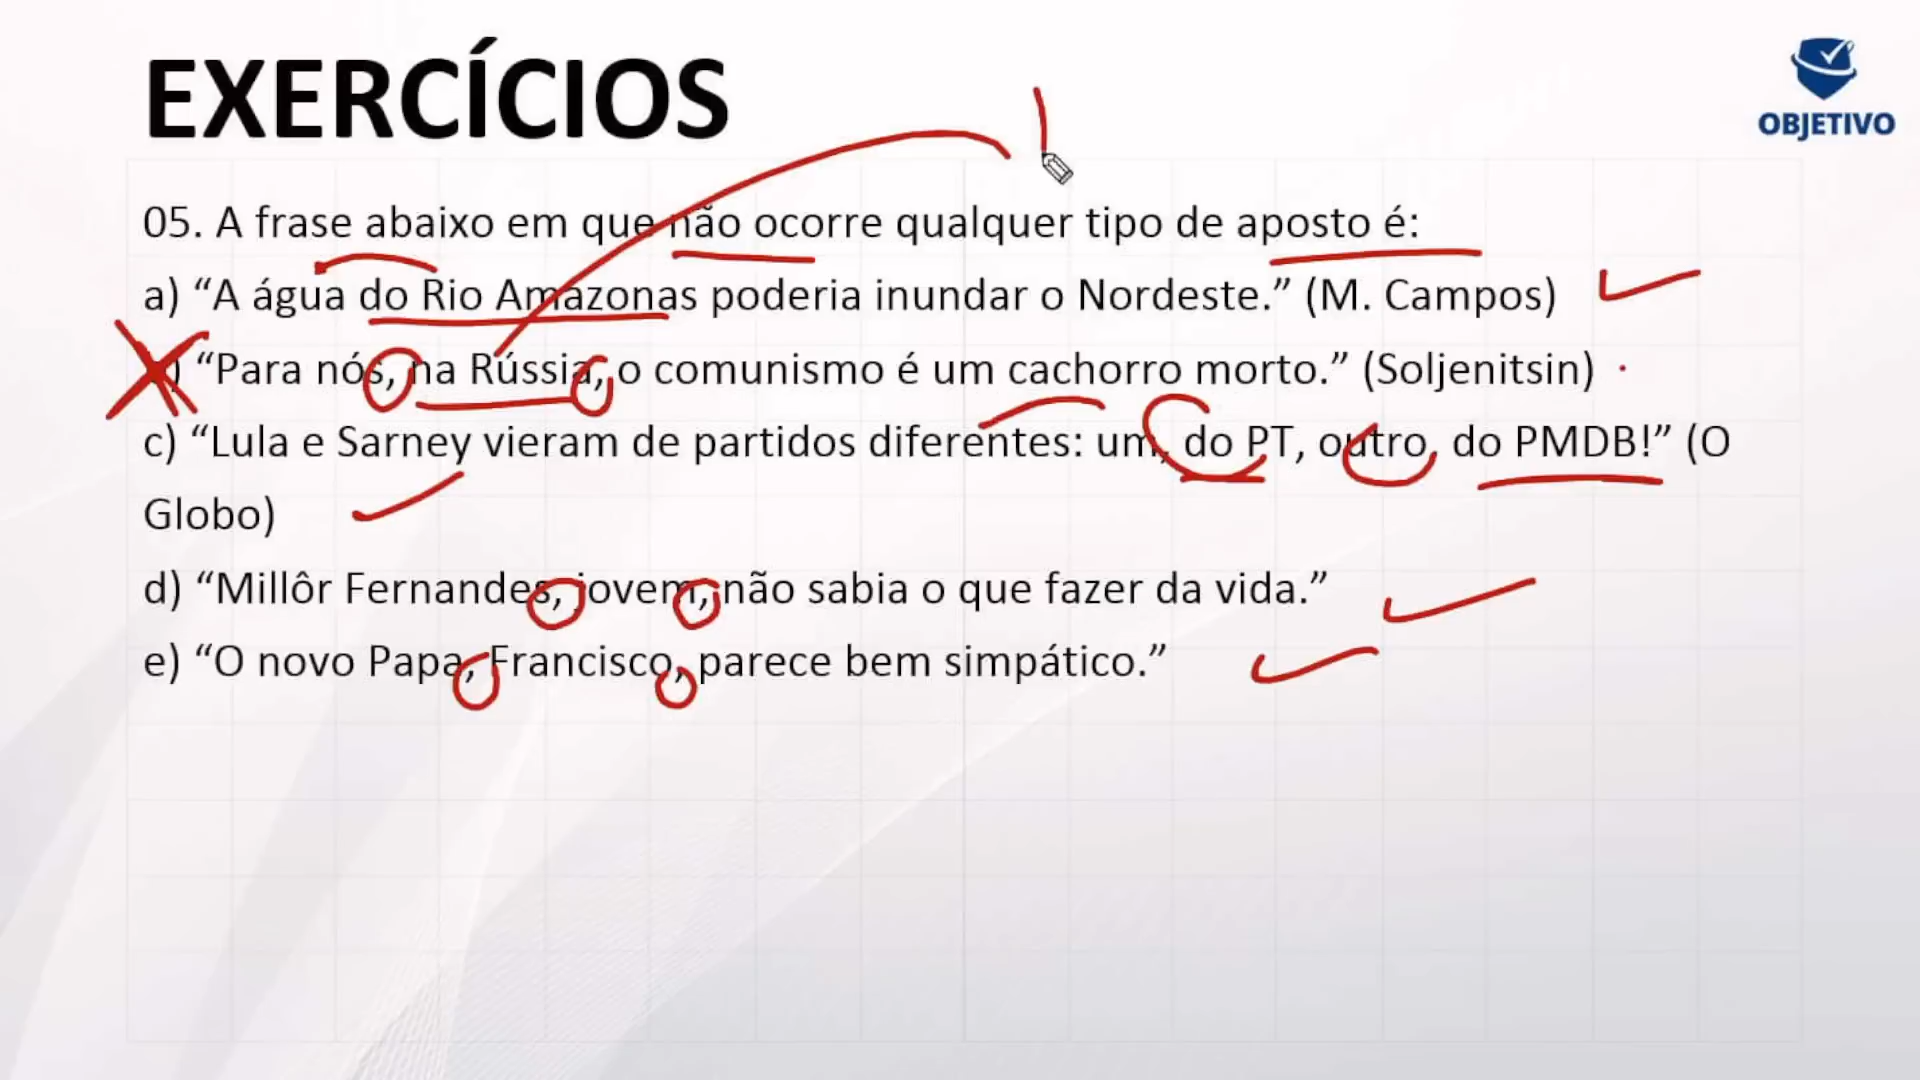 EXERCÍCIOS
OBJETIVO
05. A frase abaixo em que não ocorre qualquer tipo de aposto é:
a) “A água do Rio Amazonas poderia inundar o Nordeste.” (M. Campos)
b) “Para nós, na Rússia, o comunismo é um cachorro morto.” (Soljenitsin)
c) “Lula e Sarney vieram de partidos diferentes: um, do PT, outro, do PMDB!” (O
Globo)
d) “Millôr Fernandes, jovem, não sabia o que fazer da vida.”
e) “O novo Papa, Francisco, parece bem simpático.”